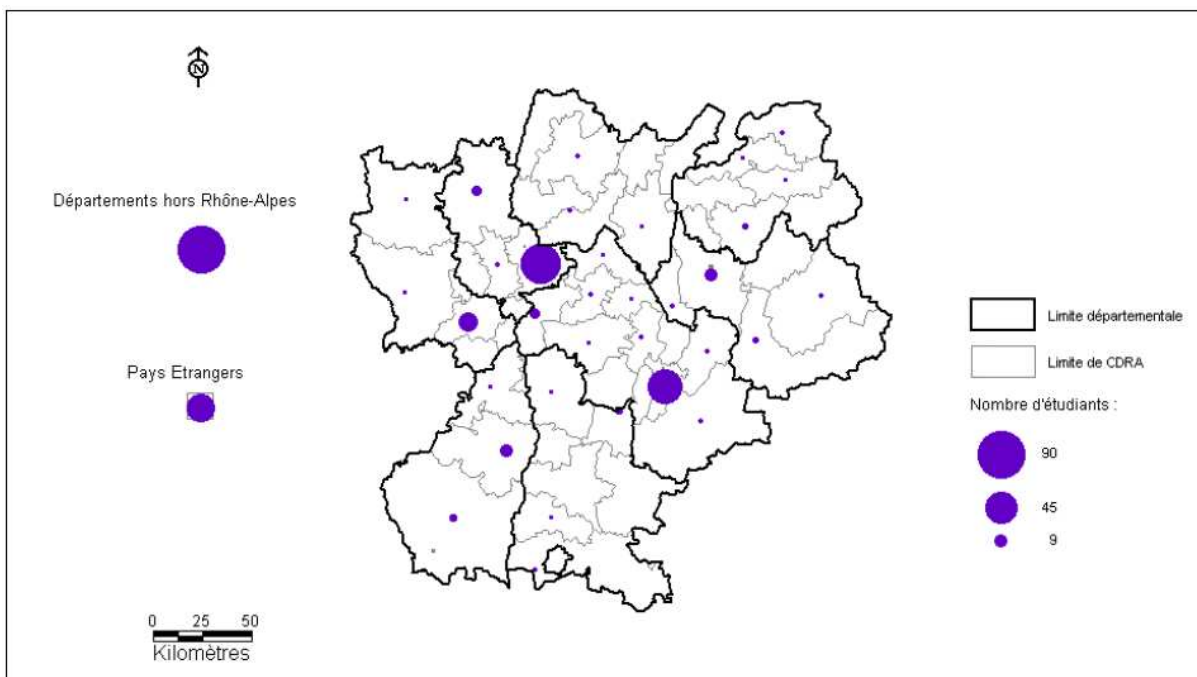 N
Départements hors Rhône-Alpes
Pays Etrangers
Limite départementale
Limite de CDRA
Nombre d'étudiants :
90
45
9
0 25 50
Kilomètres